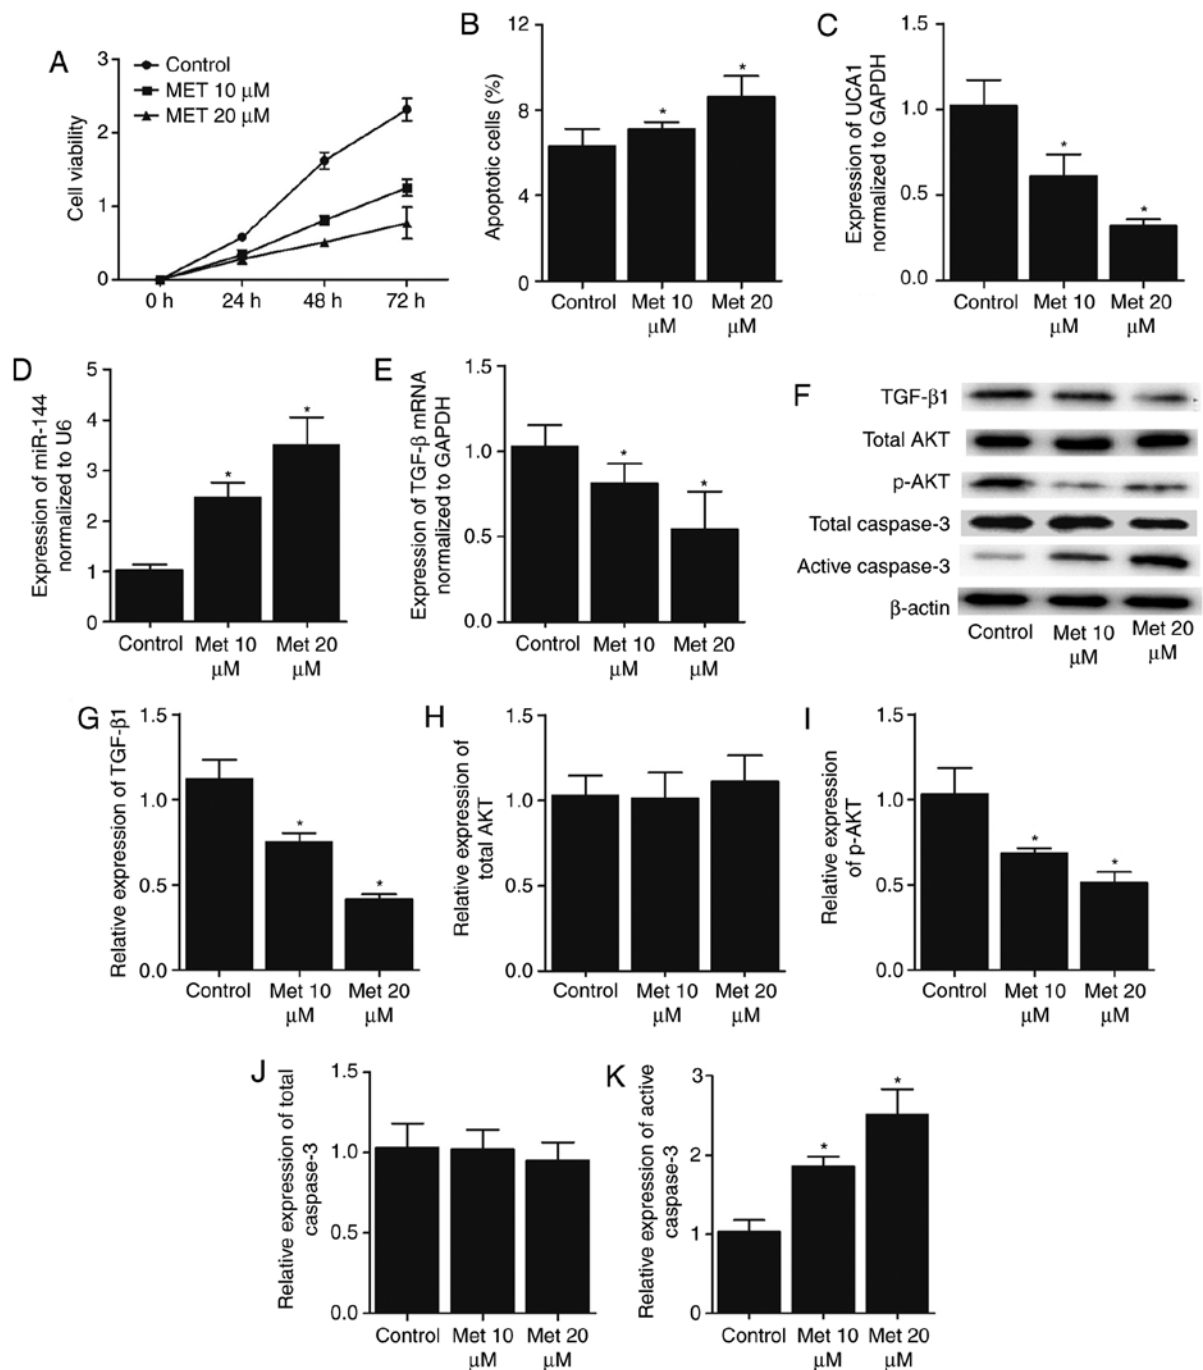 A
Cell viability
3
2
1
0
Control
MET 10 μM
MET 20 μM
0 h 24 h 48 h 72 h
B
Apoptotic cells (%)
12
8
4
0
* *
Control Met 10 Met 20
μM μM
C
Expression of UCA1
normalized to GAPDH
1.5
1.0
0.5
0.0
* *
Control Met 10 Met 20
μM μM
D
Expression of miR-144
normalized to U6
5
4
3
2
1
0
* *
Control Met 10 Met 20
μM μM
E
Expression of TGF-β mRNA
normalized to GAPDH
1.5
1.0
0.5
0.0
* *
Control Met 10 Met 20
μM μM
F
TGF-β1
Total AKT
p-AKT
Total caspase-3
Active caspase-3
β-actin
Control Met 10 Met 20
μM μM
G
Relative expression of TGF-β1
1.5
1.0
0.5
0.0
* *
Control Met 10 Met 20
μM μM
H
Relative expression of
total AKT
1.5
1.0
0.5
0.0
Control Met 10 Met 20
μM μM
I
Relative expression
of p-AKT
1.5
1.0
0.5
0.0
* *
Control Met 10 Met 20
μM μM
J
Relative expression of total
caspase-3
1.5
1.0
0.5
0.0
Control Met 10 Met 20
μM μM
K
Relative expression of active
caspase-3
3
2
1
0
* *
Control Met 10 Met 20
μM μM